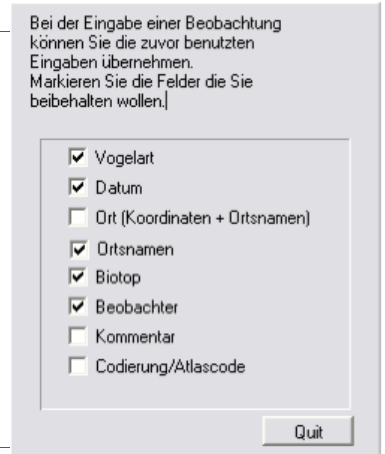 Bei der Eingabe einer Beobachtung
können Sie die zuvor benutzten
Eingaben übernehmen.
Markieren Sie die Felder die Sie
beibehalten wollen.
Vogelart
Datum
Ort (Koordinaten + Ortsnamen)
Ortsnamen
Biotop
Beobachter
Kommentar
Codierung/Atlascode
Quit